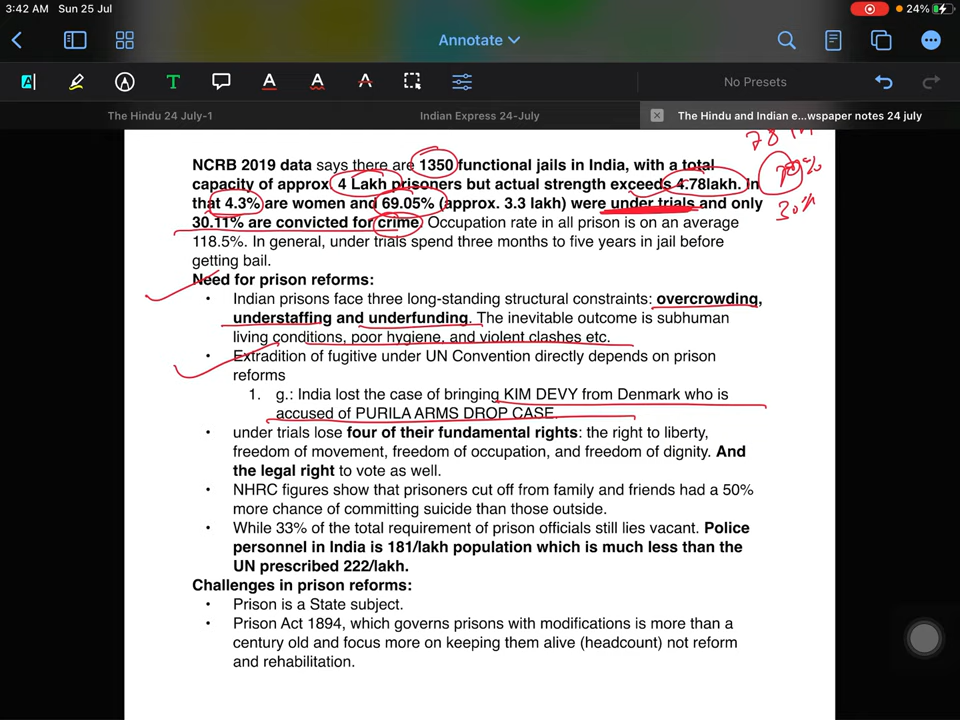 3:42 AM Sun 25 Jul
24%
Annotate
T
A
A
A
No Presets
The Hindu 24 July-1
Indian Express 24-July
The Hindu and Indian e...wspaper notes 24 july
NCRB 2019 data says there are 1350 functional jails in India, with a total
capacity of approx 4 Lakh prisoners but actual strength exceeds 4.78lakh. In
that 4.3% are women and 69.05% (approx. 3.3 lakh) were under trials and only
30%
30.11% are convicted for crime. Occupation rate in all prison is on an average
118.5%. In general, under trials spend three months to five years in jail before
getting bail.
Need for prison reforms:
• Indian prisons face three long-standing structural constraints: overcrowding,
understaffing and underfunding. The inevitable outcome is subhuman
living conditions, poor hygiene, and violent clashes etc.
• Extradition of fugitive under UN Convention directly depends on prison
reforms
1. g.: India lost the case of bringing KIM DEVY from Denmark who is
accused of PURILA ARMS DROP CASE.
• under trials lose four of their fundamental rights: the right to liberty,
freedom of movement, freedom of occupation, and freedom of dignity. And
the legal right to vote as well.
• NHRC figures show that prisoners cut off from family and friends had a 50%
more chance of committing suicide than those outside.
• While 33% of the total requirement of prison officials still lies vacant. Police
personnel in India is 181/lakh population which is much less than the
UN prescribed 222/lakh.
Challenges in prison reforms:
• Prison is a State subject.
• Prison Act 1894, which governs prisons with modifications is more than a
century old and focus more on keeping them alive (headcount) not reform
and rehabilitation.